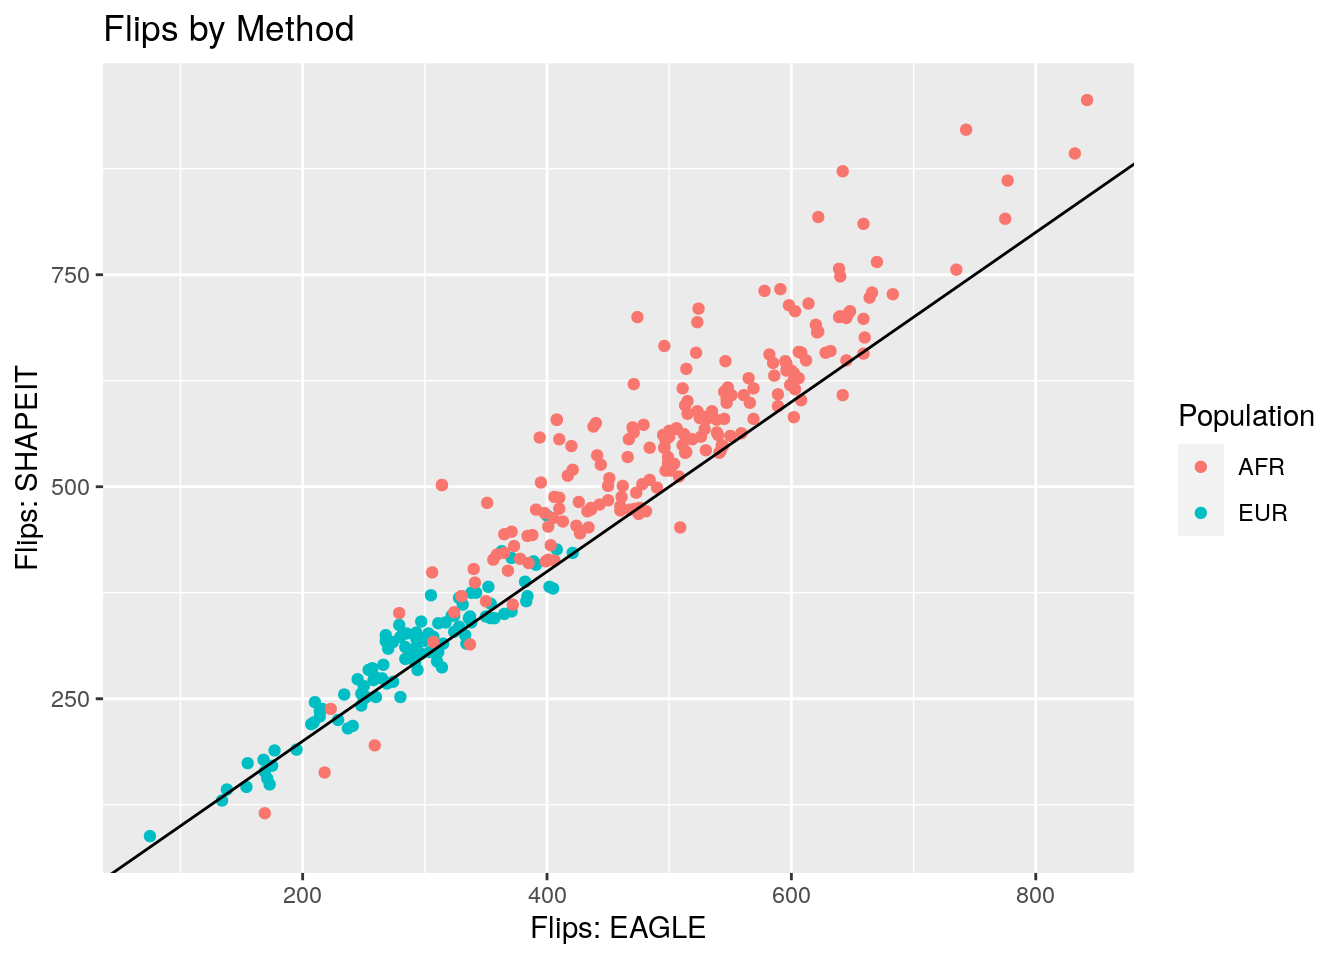 Flips by Method
750
500
250
Flips: SHAPEIT
200 400 600 800
Flips: EAGLE
Population
AFR
EUR